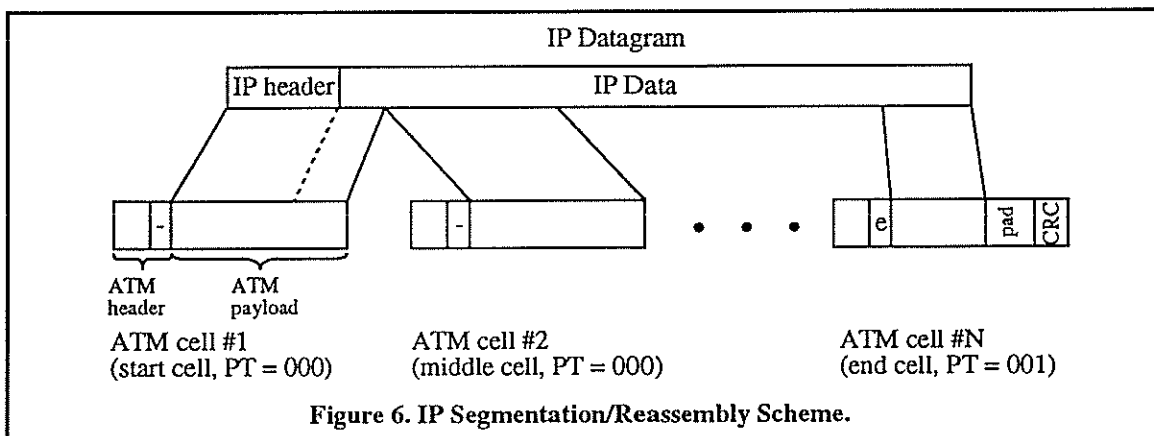 IP Datagram
IP header IP Data
- - e pad CRC
ATM header ATM payload
ATM cell #1 ATM cell #2 ATM cell #N
(start cell, PT = 000) (middle cell, PT = 000) (end cell, PT = 001)
Figure 6. IP Segmentation/Reassembly Scheme.